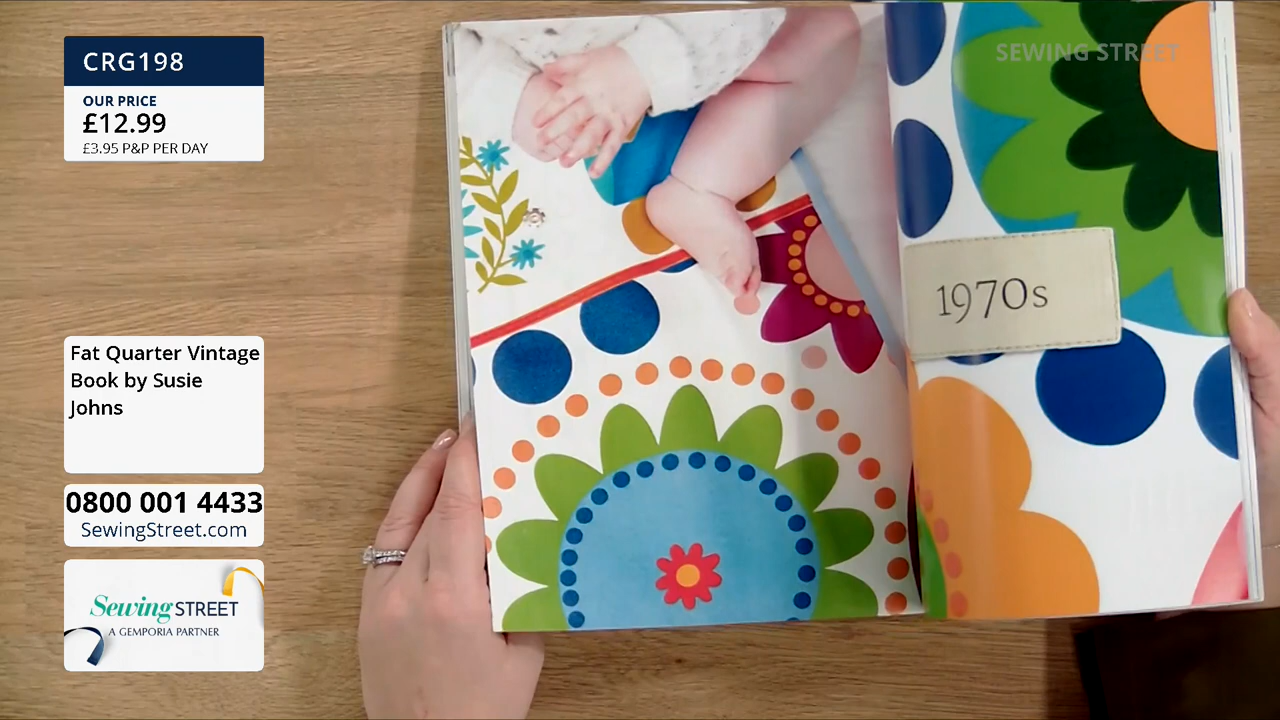 CRG198
OUR PRICE
£12.99
£3.95 P&P PER DAY
Fat Quarter Vintage
Book by Susie
Johns
0800 001 4433
SewingStreet.com
Sewing STREET
A GEMPORIA PARTNER
SEWING STREET
1970s